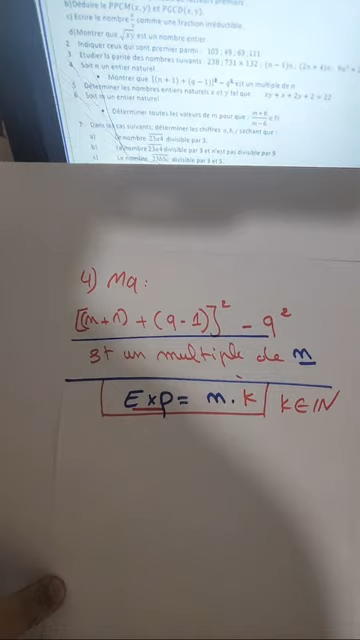 b)Déduire le PPCM(x,y) et PGCD(x,y).
c) Ecrire le nombre x/y comme une fraction irréductible.
d)Montrer que √xy est un nombre entier
2. Indiquer ceux qui sont premier parmi : 103 ; 49 ; 63 ; 111
3. Etudier la parité des nombres suivants : 238 ; 731 × 132 ;
4. Soit n un entier naturel
• Montrer que [(n + 1) + (q − 1)]² − q² est un multiple de n
5. Déterminer les nombres entiers naturels x et y tel que xy + x + 2y + 2 = 22
6. Soit n un entier naturel
• Déterminer toutes les valeurs de m pour que :
7. Dans les cas suivants, déterminer les chiffres sachant que :
a) Le nombre 23x4 divisible par 3.
b) Le nombre 23x4 divisible par 3 et n'est pas divisible par 9
c) Le nombre divisible par 3 et 5.
4) Mq:
[(n+1) + (q-1)]² - q²
st un multiple de n
Exp = n.k k∈IN